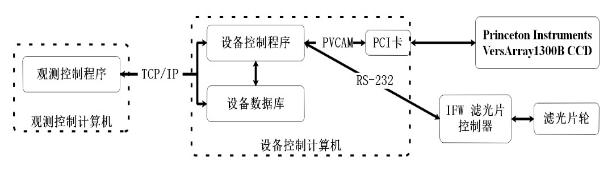 观测控制程序
观测控制计算机
TCP/IP
设备控制程序
设备数据库
设备控制计算机
PVCAM
PCI卡
RS-232
Princeton Instruments
VersArray1300B CCD
IFW 滤光片
控制器
滤光片轮